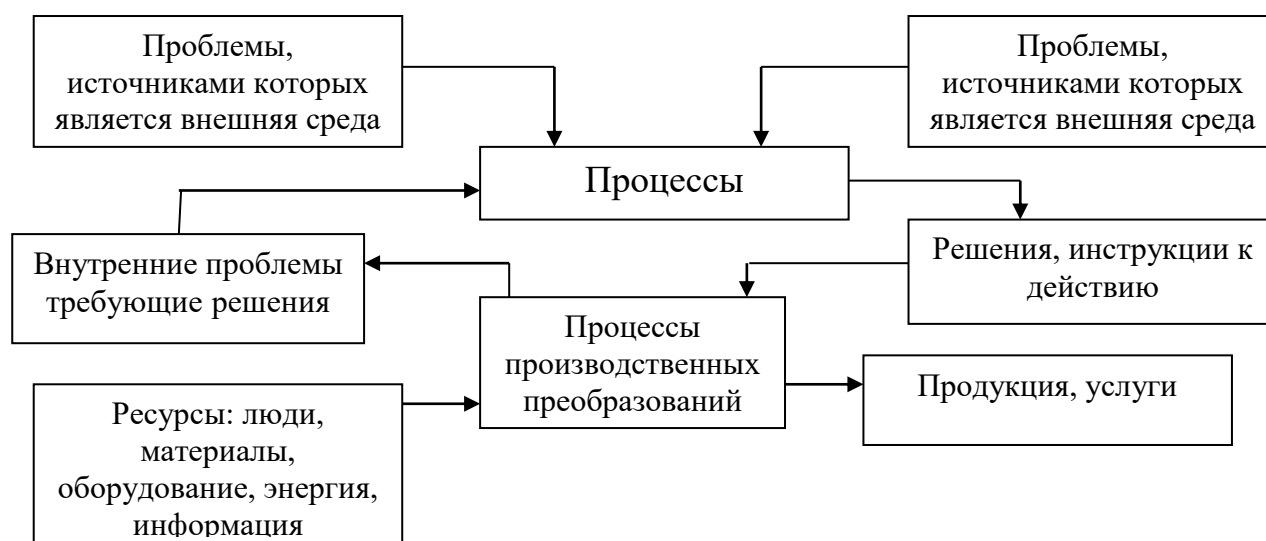 Проблемы,
источниками которых
является внешняя среда
Проблемы,
источниками которых
является внешняя среда
Процессы
Внутренние проблемы
требующие решения
Решения, инструкции к
действию
Процессы
производственных
преобразований
Продукция, услуги
Ресурсы: люди,
материалы,
оборудование, энергия,
информация